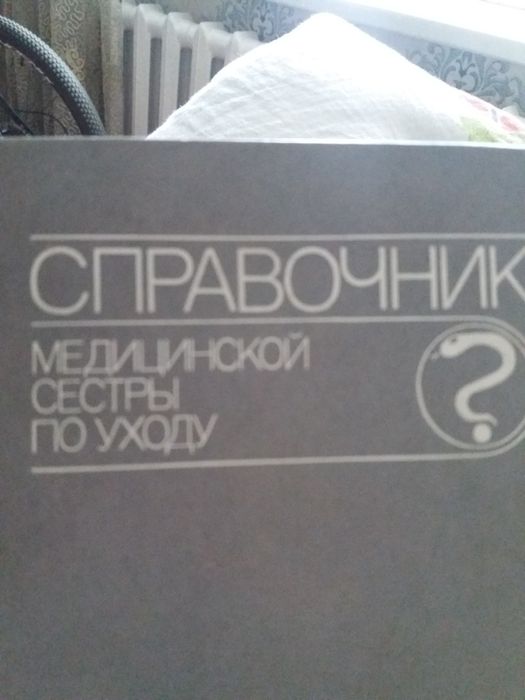 СПРАВОЧНИК
МЕДИЦИНСКОЙ
СЕСТРЫ
ПО УХОДУ
?